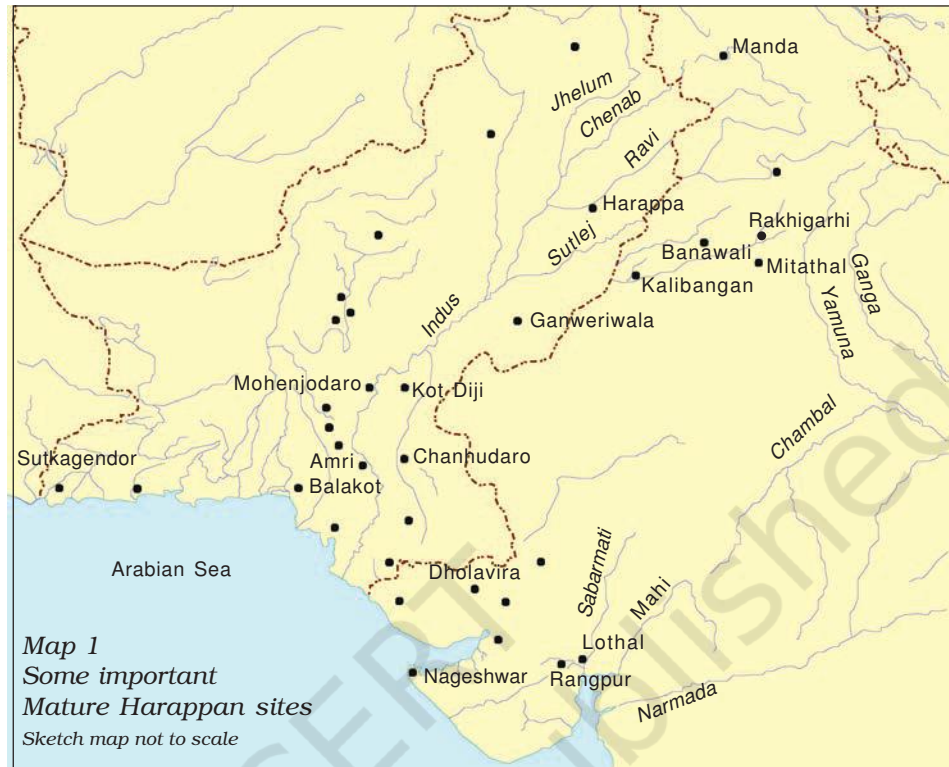 Manda
Jhelum
Chenab
Ravi
Harappa
Rakhigarhi
Sutlej
Banawali
Mitathal
Ganga
Kalibangan
Yamuna
Indus
Ganweriwala
Mohenjodaro
Kot Diji
Chambal
Sutkagendor
Amri
Chanhudaro
Balakot
Arabian Sea
Dholavira
Sabarmati
Mahi
Lothal
Map 1
Some important
Mature Harappan sites
Sketch map not to scale
Nageshwar
Rangpur
Narmada